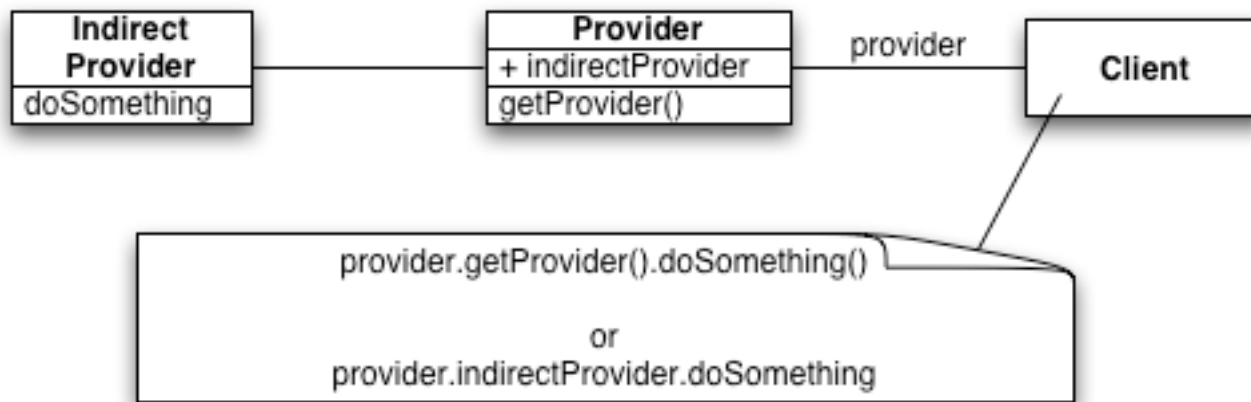 Indirect
Provider
doSomething
Provider
+ indirectProvider
getProvider()
provider
Client
provider.getProvider().doSomething()
or
provider.indirectProvider.doSomething